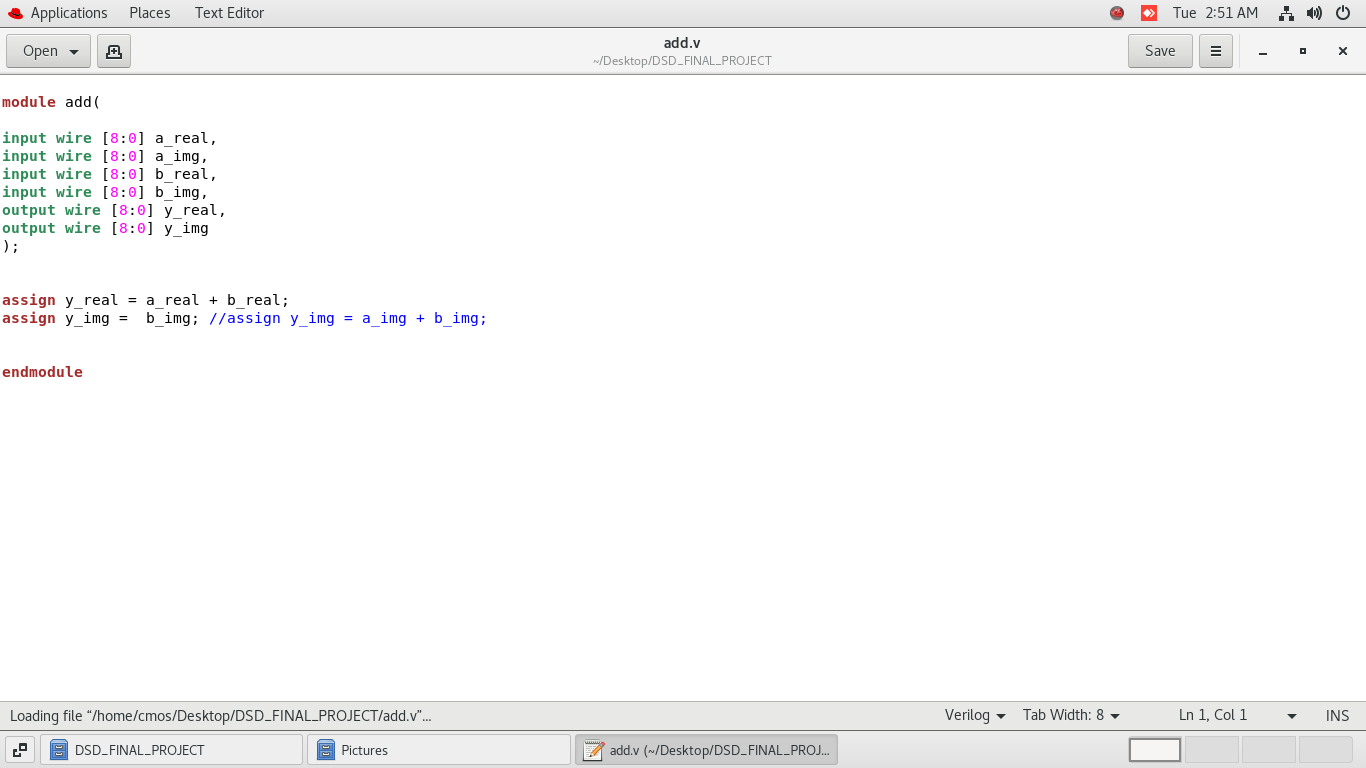 Applications Places Text Editor Tue 2:51 AM
Open add.v Save
~/Desktop/DSD_FINAL_PROJECT
module add(
input wire [8:0] a_real,
input wire [8:0] a_img,
input wire [8:0] b_real,
input wire [8:0] b_img,
output wire [8:0] y_real,
output wire [8:0] y_img
);
assign y_real = a_real + b_real;
assign y_img =  b_img; //assign y_img = a_img + b_img;
endmodule
Loading file “/home/cmos/Desktop/DSD_FINAL_PROJECT/add.v”... Verilog Tab Width: 8 Ln 1, Col 1 INS
DSD_FINAL_PROJECT Pictures add.v (~/Desktop/DSD_FINAL_PROJ...